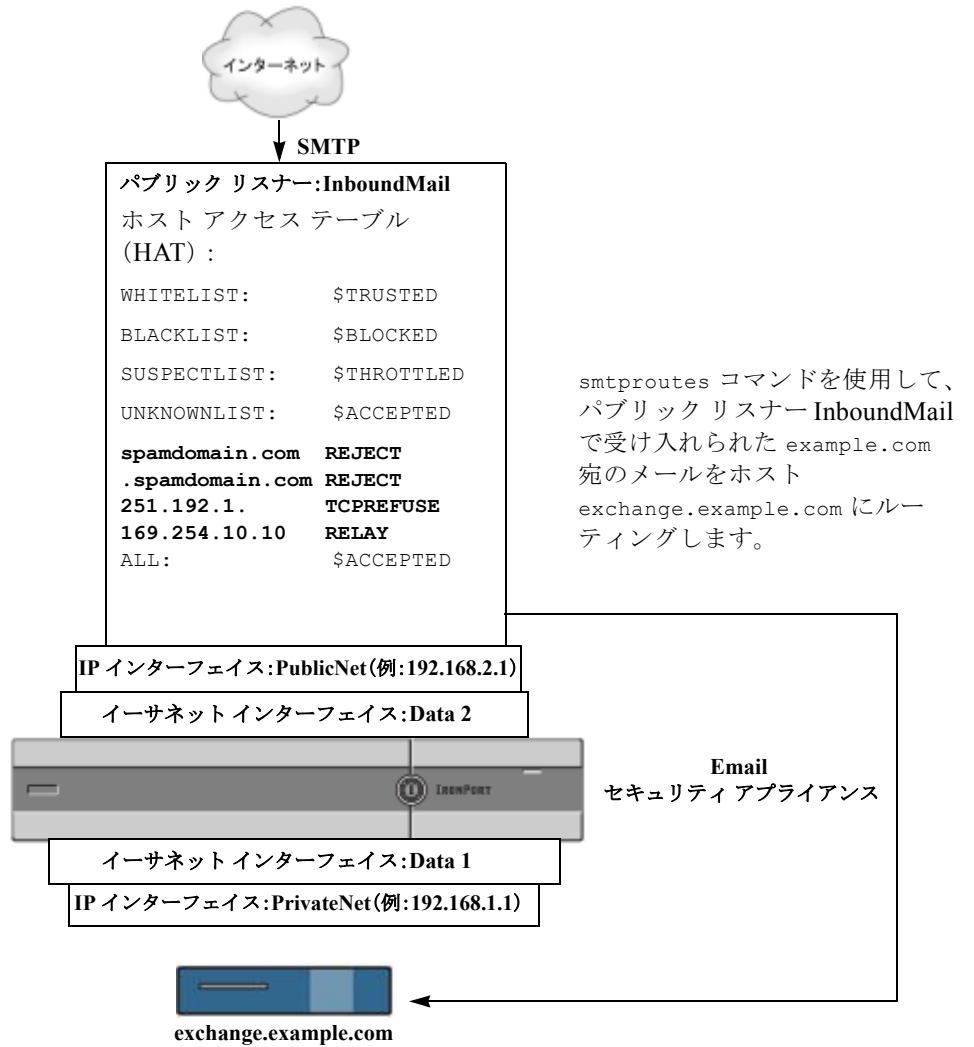 インターネット
SMTP
パブリック リスナー:InboundMail
ホスト アクセス テーブル
(HAT) :
WHITELIST: $TRUSTED
BLACKLIST: $BLOCKED
SUSPECTLIST: $THROTTLED
UNKNOWNLIST: $ACCEPTED
spamdomain.com REJECT
.spamdomain.com REJECT
251.192.1. TCPREFUSE
169.254.10.10 RELAY
ALL: $ACCEPTED
smtproutes コマンドを使用して、
パブリック リスナー InboundMail
で受け入れられた example.com
宛のメールをホスト
exchange.example.com にルー
ティングします。
IP インターフェイス:PublicNet(例:192.168.2.1)
イーサネット インターフェイス:Data 2
IRONPORT
Email
セキュリティ アプライアンス
イーサネット インターフェイス:Data 1
IP インターフェイス:PrivateNet(例:192.168.1.1)
exchange.example.com